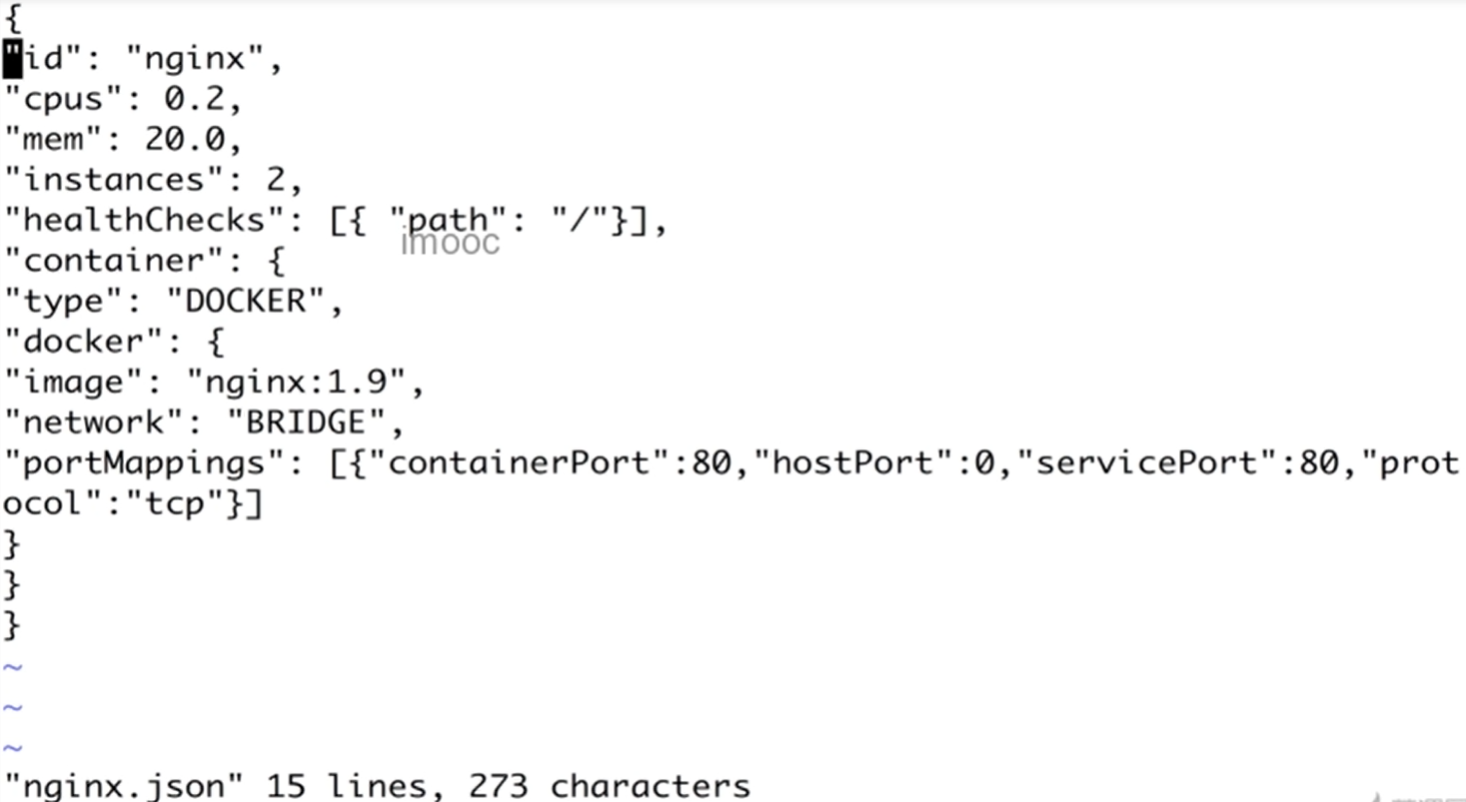 {
"id": "nginx",
"cpus": 0.2,
"mem": 20.0,
"instances": 2,
"healthChecks": [{ "path": "/"}],
imooc
"container": {
"type": "DOCKER",
"docker": {
"image": "nginx:1.9",
"network": "BRIDGE",
"portMappings": [{"containerPort":80,"hostPort":0,"servicePort":80,"prot
ocol":"tcp"}]
}
}
}
~
~
~
"nginx.json" 15 lines, 273 characters